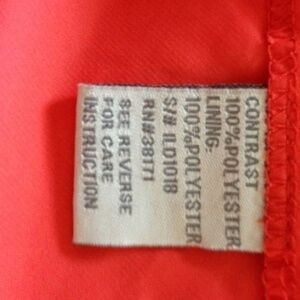 CONTRAST
100%POLYESTER
LINING:
100%POLYESTER
S/# ILD1018
RN#38171
SEE REVERSE
FOR CARE
INSTRUCTION